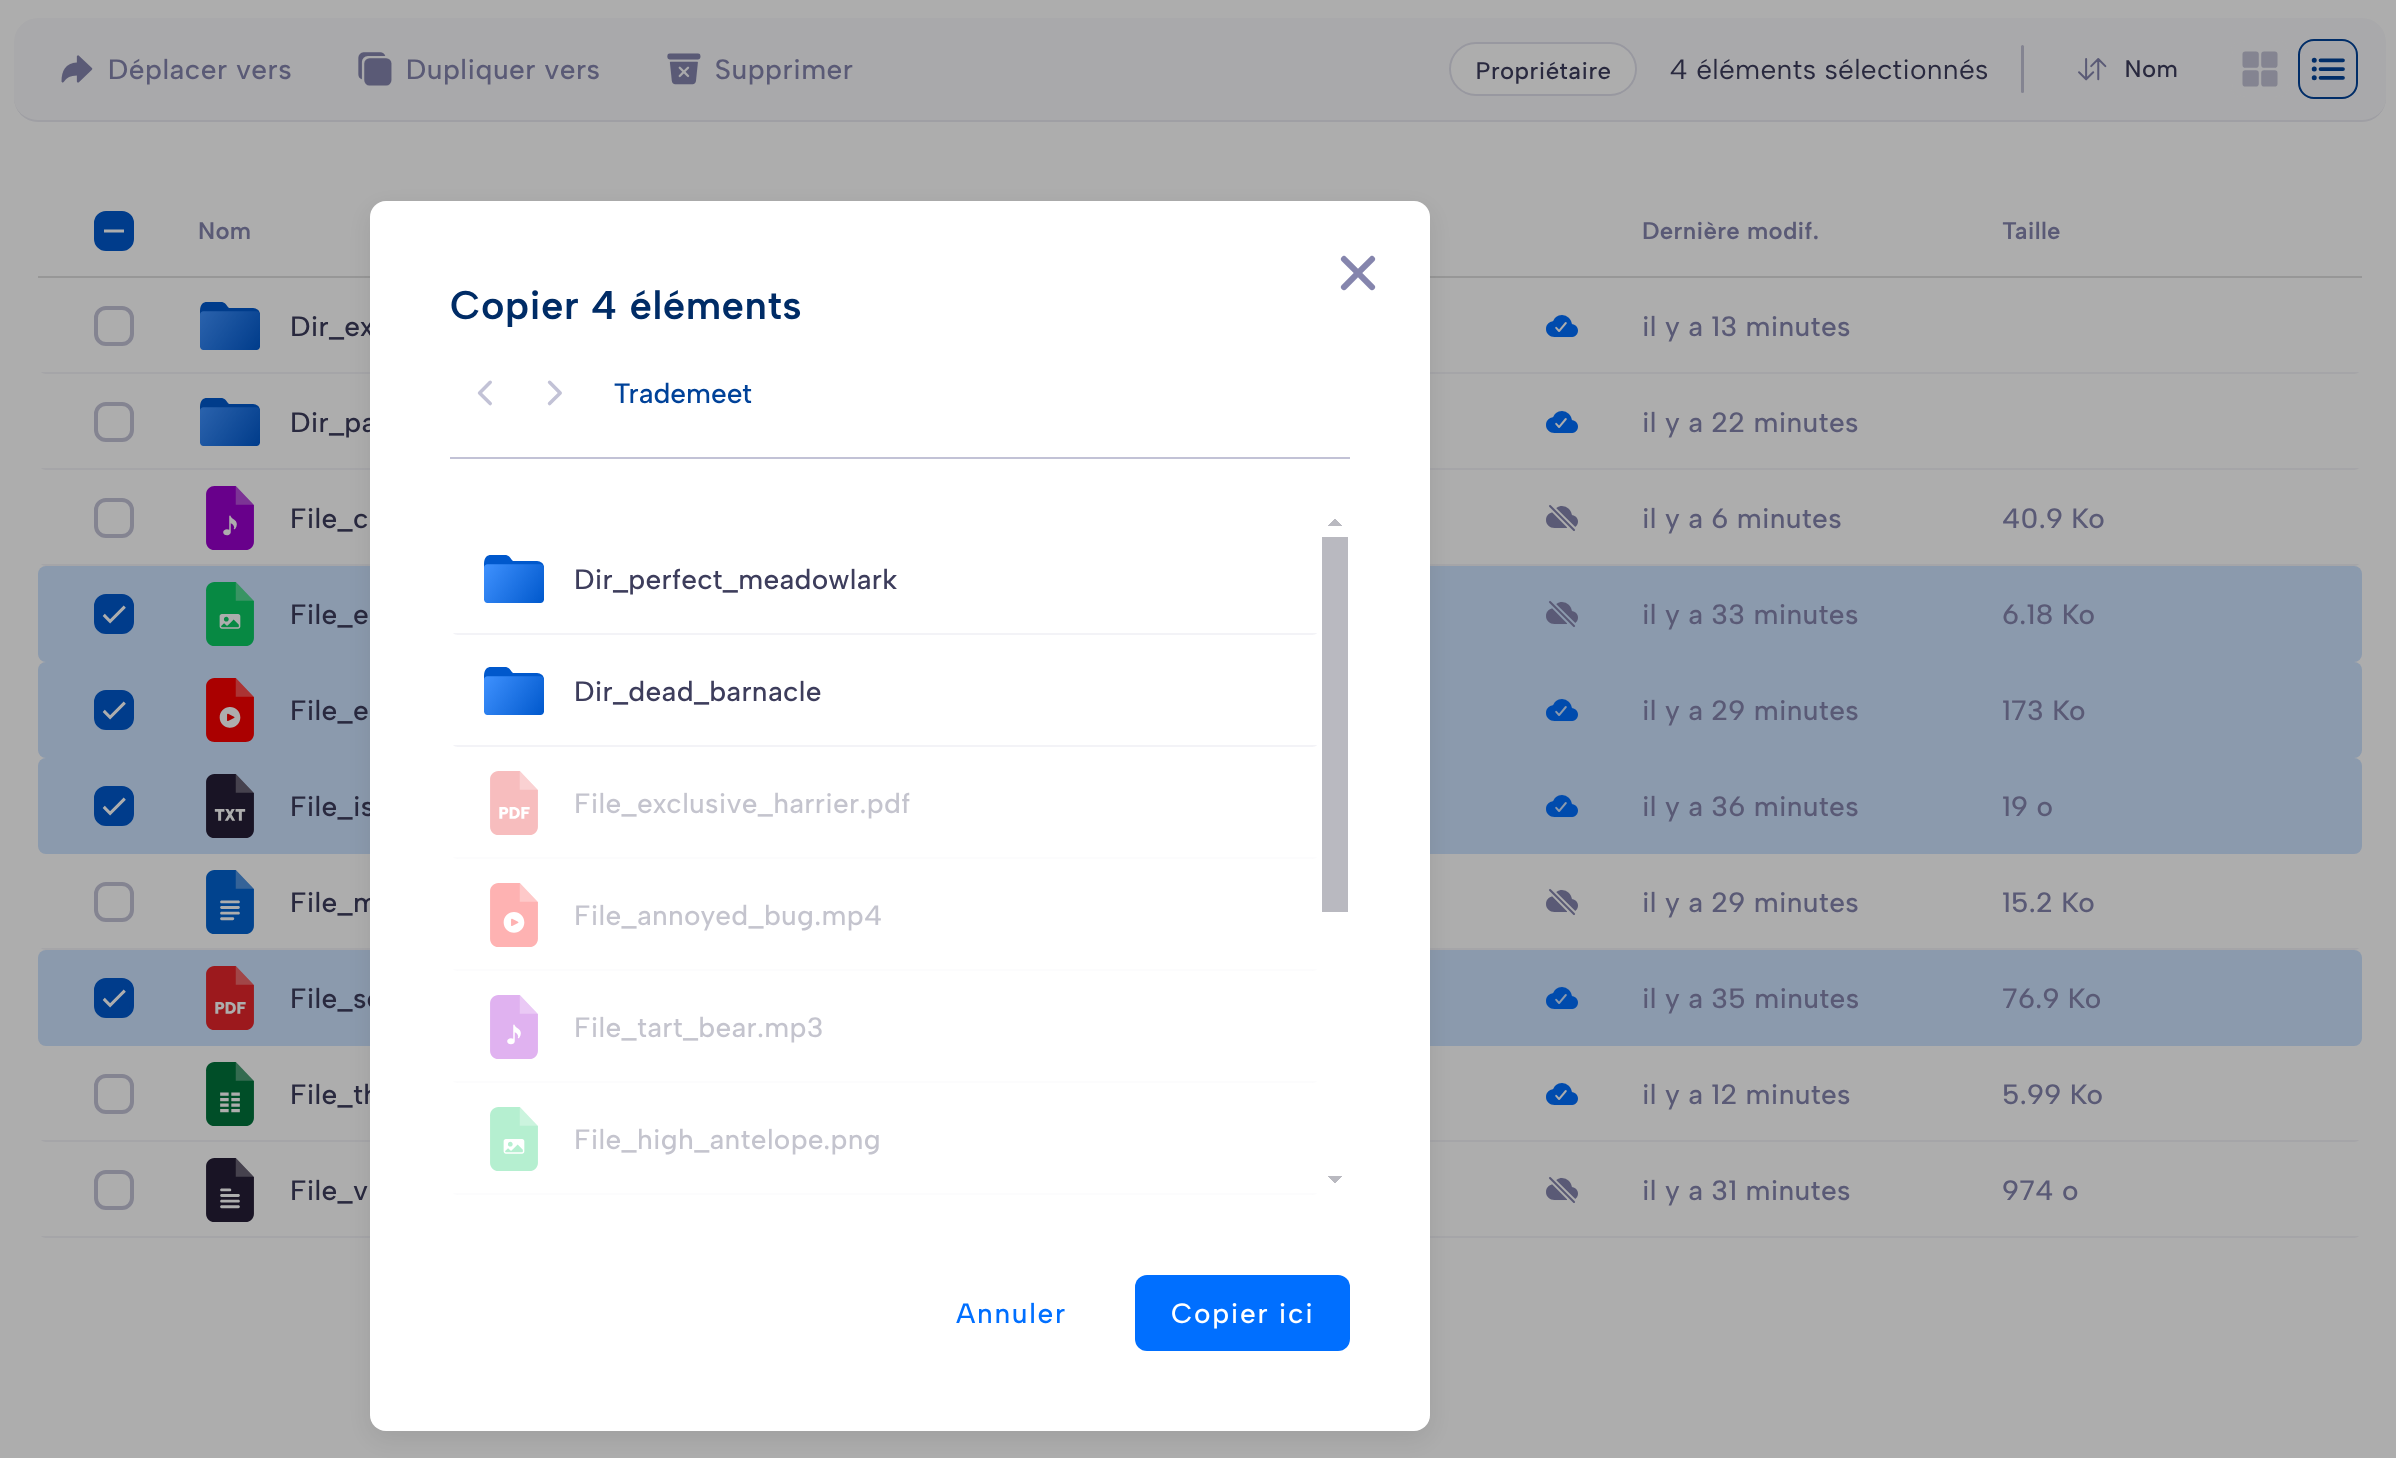 Déplacer vers Dupliquer vers Supprimer Propriétaire 4 éléments sélectionnés Nom
Nom Dernière modif. Taille
Copier 4 éléments
Trademeet
Dir_perfect_meadowlark
Dir_dead_barnacle
PDF File_exclusive_harrier.pdf
File_annoyed_bug.mp4
File_tart_bear.mp3
File_high_antelope.png
Annuler Copier ici
Dir_ex il y a 13 minutes
Dir_pa il y a 22 minutes
File_c il y a 6 minutes 40.9 Ko
File_e il y a 33 minutes 6.18 Ko
File_e il y a 29 minutes 173 Ko
TXT File_is il y a 36 minutes 19 o
File_m il y a 29 minutes 15.2 Ko
PDF File_se il y a 35 minutes 76.9 Ko
File_th il y a 12 minutes 5.99 Ko
File_v il y a 31 minutes 974 o